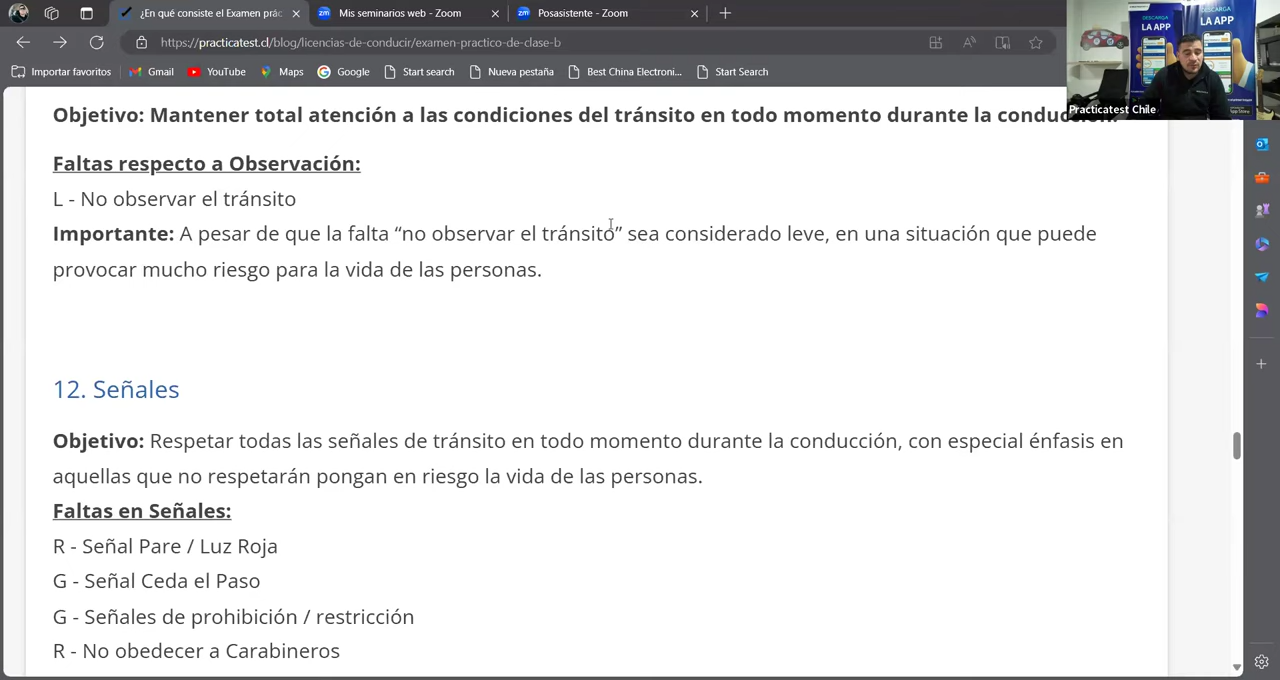 ¿En qué consiste el Examen prác
Mis seminarios web - Zoom
Posasistente - Zoom
https://practicatest.cl/blog/licencias-de-conducir/examen-practico-de-clase-b
Importar favoritos
Gmail
YouTube
Maps
Google
Start search
Nueva pestaña
Best China Electroni...
Start Search
DESCARGA
LA APP
DESCARGA
LA APP
Practicatest Chile
Objetivo: Mantener total atención a las condiciones del tránsito en todo momento durante la conducción.
Faltas respecto a Observación:
L - No observar el tránsito
Importante: A pesar de que la falta “no observar el tránsito” sea considerado leve, en una situación que puede
provocar mucho riesgo para la vida de las personas.
12. Señales
Objetivo: Respetar todas las señales de tránsito en todo momento durante la conducción, con especial énfasis en
aquellas que no respetarán pongan en riesgo la vida de las personas.
Faltas en Señales:
R - Señal Pare / Luz Roja
G - Señal Ceda el Paso
G - Señales de prohibición / restricción
R - No obedecer a Carabineros